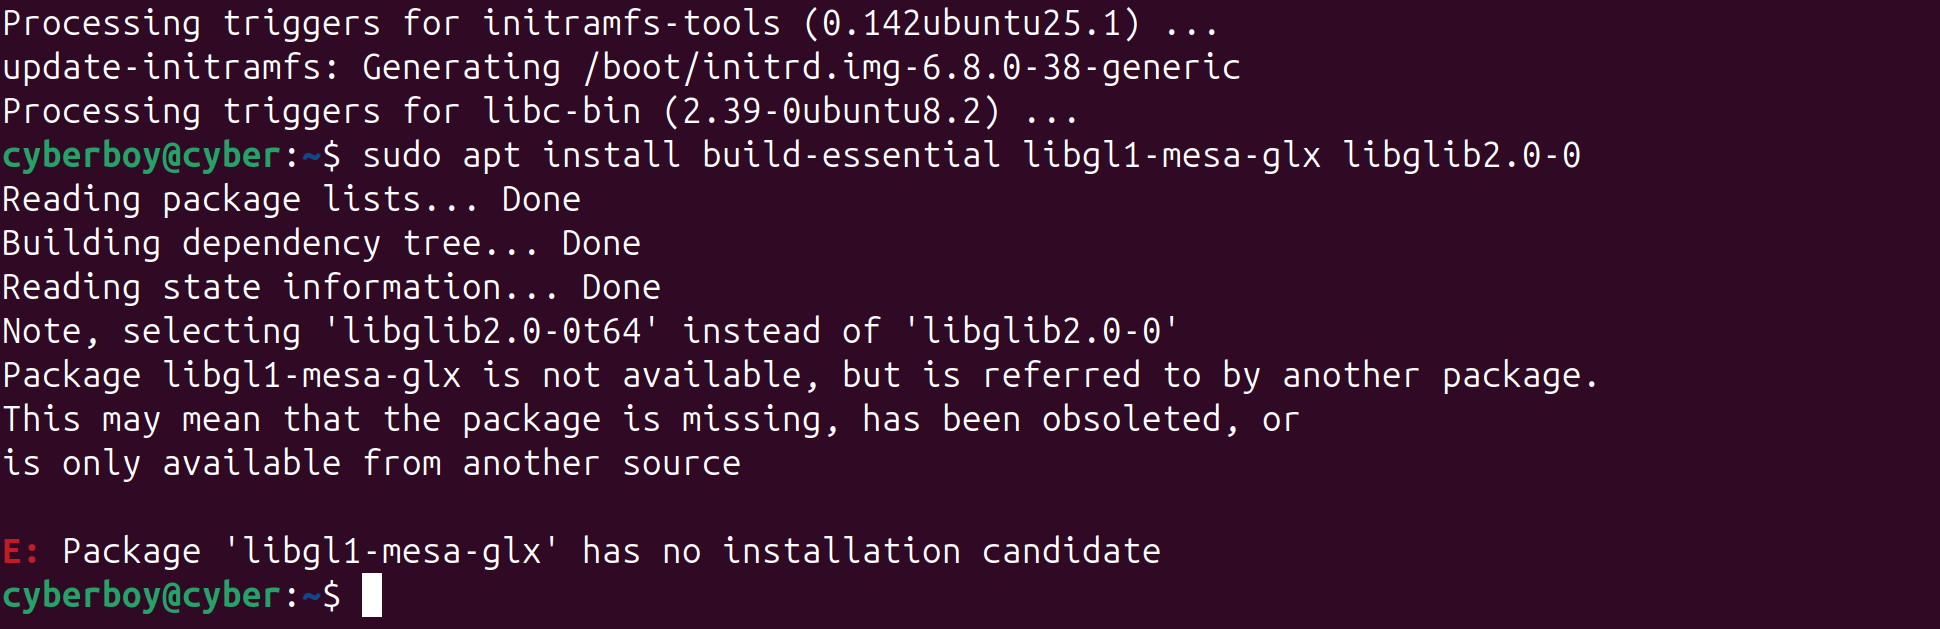 Processing triggers for initramfs-tools (0.142ubuntu25.1) ...
update-initramfs: Generating /boot/initrd.img-6.8.0-38-generic
Processing triggers for libc-bin (2.39-0ubuntu8.2) ...
cyberboy@cyber:~$ sudo apt install build-essential libgl1-mesa-glx libglib2.0-0
Reading package lists... Done
Building dependency tree... Done
Reading state information... Done
Note, selecting 'libglib2.0-0t64' instead of 'libglib2.0-0'
Package libgl1-mesa-glx is not available, but is referred to by another package.
This may mean that the package is missing, has been obsoleted, or
is only available from another source

E: Package 'libgl1-mesa-glx' has no installation candidate
cyberboy@cyber:~$